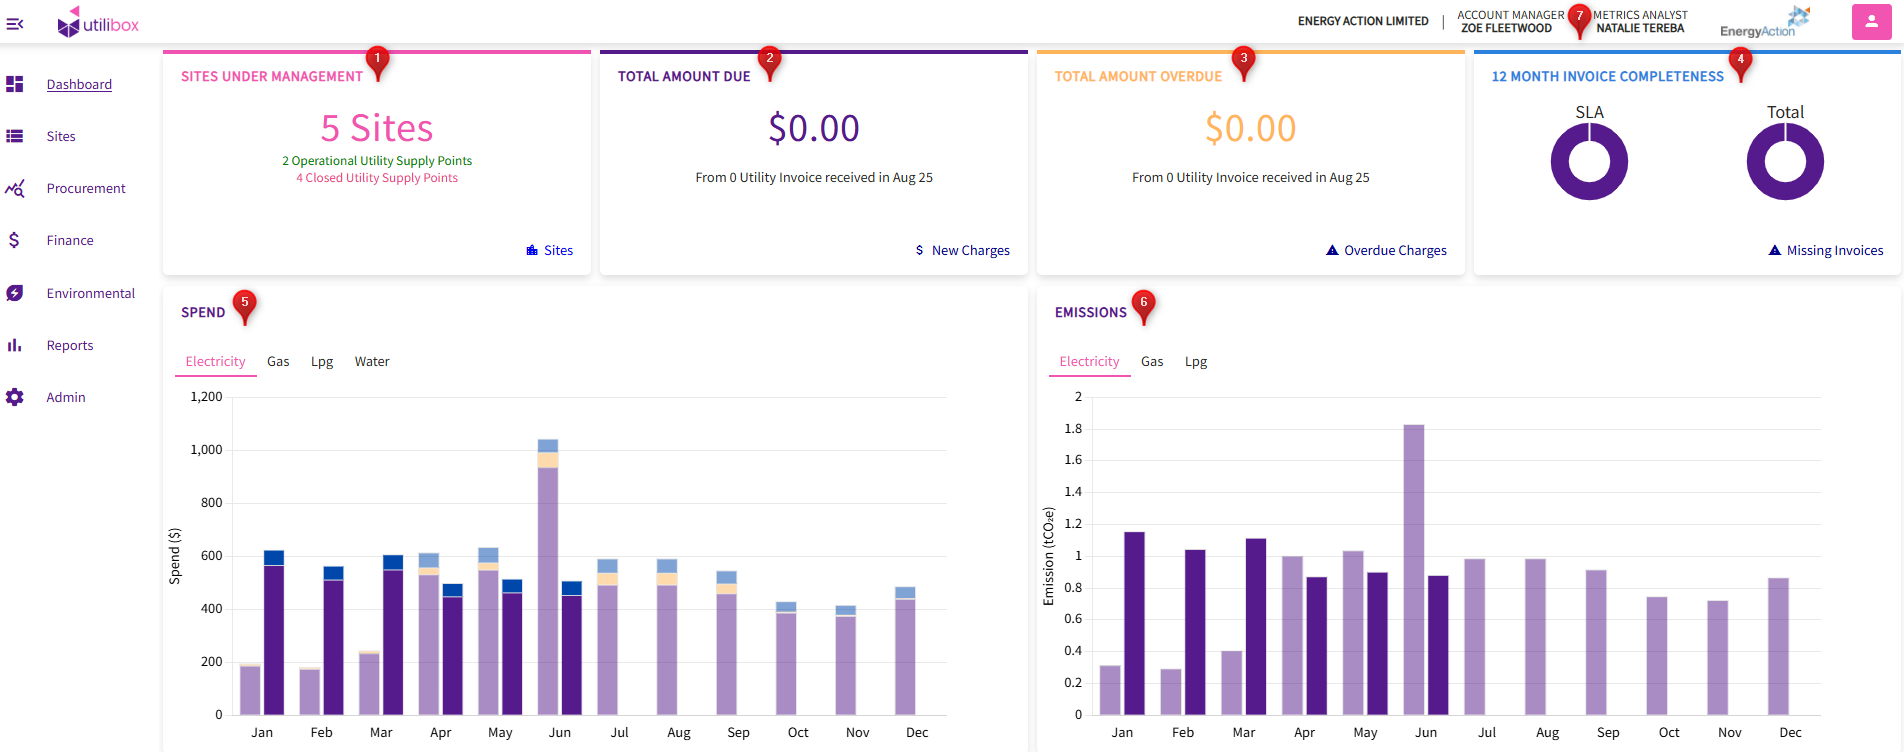 utilibox
ENERGY ACTION LIMITED
ACCOUNT MANAGER
ZOE FLEETWOOD
7
METRICS ANALYST
NATALIE TEREBA
EnergyAction
Dashboard
Sites
Procurement
Finance
Environmental
Reports
Admin
SITES UNDER MANAGEMENT
1
5 Sites
2 Operational Utility Supply Points
4 Closed Utility Supply Points
Sites
TOTAL AMOUNT DUE
2
$0.00
From 0 Utility Invoice received in Aug 25
$ New Charges
TOTAL AMOUNT OVERDUE
3
$0.00
From 0 Utility Invoice received in Aug 25
Overdue Charges
12 MONTH INVOICE COMPLETENESS
4
SLA
Total
Missing Invoices
SPEND
5
Electricity Gas Lpg Water
Spend ($)
1,200
1,000
800
600
400
200
0
Jan Feb Mar Apr May Jun Jul Aug Sep Oct Nov Dec
EMISSIONS
6
Electricity Gas Lpg
Emission (tCO₂e)
2
1.8
1.6
1.4
1.2
1
0.8
0.6
0.4
0.2
0
Jan Feb Mar Apr May Jun Jul Aug Sep Oct Nov Dec